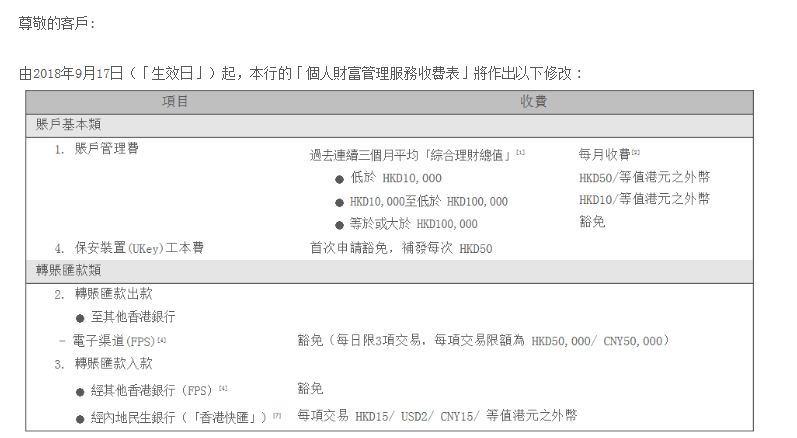 尊敬的客戶:
由2018年9月17日（「生效日」）起，本行的「個人財富管理服務收費表」將作出以下修改：
項目 收費
賬戶基本類
1. 賬戶管理費 過去連續三個月平均「綜合理財總值」[1] 每月收費[2]
● 低於 HKD10,000 HKD50/等值港元之外幣
● HKD10,000至低於 HKD100,000 HKD10/等值港元之外幣
● 等於或大於 HKD100,000 豁免
4. 保安裝置(UKey)工本費 首次申請豁免，補發每次 HKD50
轉賬匯款類
2. 轉賬匯款出款
● 至其他香港銀行
- 電子渠道(FPS)[4] 豁免（每日限3項交易，每項交易限額為 HKD50,000/ CNY50,000）
3. 轉賬匯款入款
● 經其他香港銀行（FPS）[4] 豁免
● 經內地民生銀行（「香港快匯」）[7] 每項交易 HKD15/ USD2/ CNY15/ 等值港元之外幣